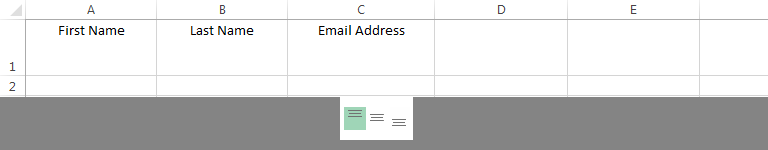 A B C D E
First Name Last Name Email Address
1
2